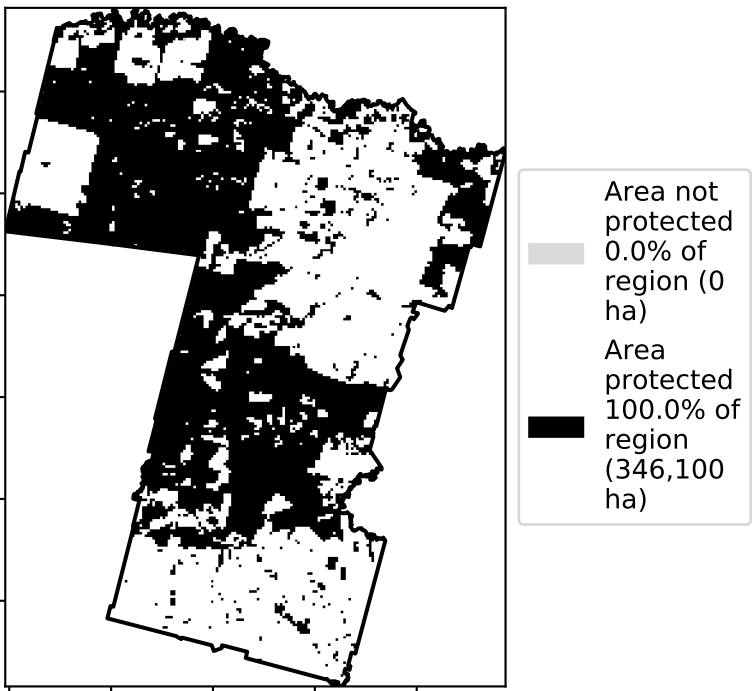 Area not
protected
0.0% of
region (0
ha)
Area
protected
100.0% of
region
(346,100
ha)